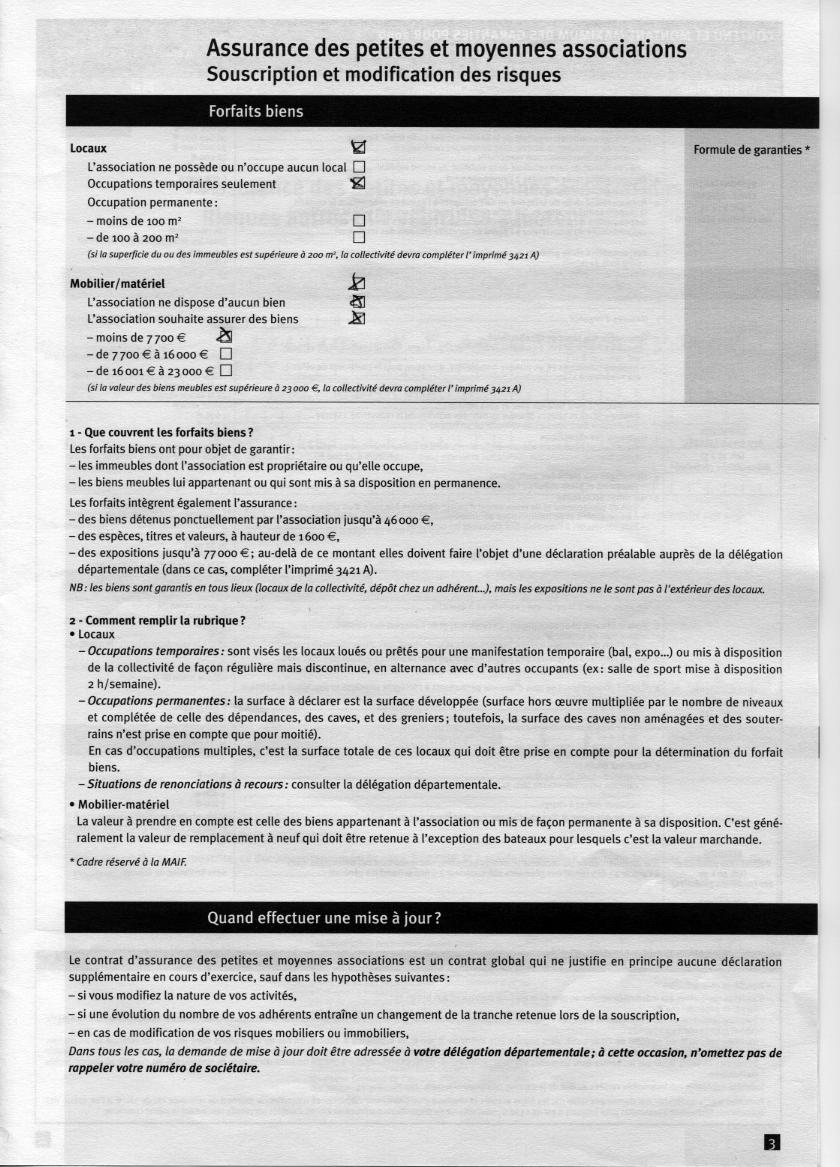 Assurance des petites et moyennes associations
Souscription et modification des risques
Forfaits biens
Locaux ☒
Formule de garanties *
L'association ne possède ou n'occupe aucun local ☐
Occupations temporaires seulement ☒
Occupation permanente :
– moins de 100 m² ☐
– de 100 à 200 m² ☐
(si la superficie du ou des immeubles est supérieure à 200 m², la collectivité devra compléter l' imprimé 3421 A)
Mobilier/matériel ☒
L'association ne dispose d'aucun bien ☒
L'association souhaite assurer des biens ☒
– moins de 7 700 € ☒
– de 7 700 € à 16 000 € ☐
– de 16 001 € à 23 000 € ☐
(si la valeur des biens meubles est supérieure à 23 000 €, la collectivité devra compléter l' imprimé 3421 A)
1 - Que couvrent les forfaits biens ?
Les forfaits biens ont pour objet de garantir :
– les immeubles dont l'association est propriétaire ou qu'elle occupe,
– les biens meubles lui appartenant ou qui sont mis à sa disposition en permanence.
Les forfaits intègrent également l'assurance :
– des biens détenus ponctuellement par l'association jusqu'à 46 000 €,
– des espèces, titres et valeurs, à hauteur de 1 600 €,
– des expositions jusqu'à 77 000 € ; au-delà de ce montant elles doivent faire l'objet d'une déclaration préalable auprès de la délégation
départementale (dans ce cas, compléter l'imprimé 3421 A).
NB : les biens sont garantis en tous lieux (locaux de la collectivité, dépôt chez un adhérent...), mais les expositions ne le sont pas à l'extérieur des locaux.
2 - Comment remplir la rubrique ?
• Locaux
– Occupations temporaires : sont visés les locaux loués ou prêtés pour une manifestation temporaire (bal, expo...) ou mis à disposition
de la collectivité de façon régulière mais discontinue, en alternance avec d'autres occupants (ex : salle de sport mise à disposition
2 h/semaine).
– Occupations permanentes : la surface à déclarer est la surface développée (surface hors œuvre multipliée par le nombre de niveaux
et complétée de celle des dépendances, des caves, et des greniers ; toutefois, la surface des caves non aménagées et des souter-
rains n'est prise en compte que pour moitié).
En cas d'occupations multiples, c'est la surface totale de ces locaux qui doit être prise en compte pour la détermination du forfait
biens.
– Situations de renonciations à recours : consulter la délégation départementale.
• Mobilier-matériel
La valeur à prendre en compte est celle des biens appartenant à l'association ou mis de façon permanente à sa disposition. C'est géné-
ralement la valeur de remplacement à neuf qui doit être retenue à l'exception des bateaux pour lesquels c'est la valeur marchande.
* Cadre réservé à la MAIF.
Quand effectuer une mise à jour ?
Le contrat d'assurance des petites et moyennes associations est un contrat global qui ne justifie en principe aucune déclaration
supplémentaire en cours d'exercice, sauf dans les hypothèses suivantes :
– si vous modifiez la nature de vos activités,
– si une évolution du nombre de vos adhérents entraîne un changement de la tranche retenue lors de la souscription,
– en cas de modification de vos risques mobiliers ou immobiliers,
Dans tous les cas, la demande de mise à jour doit être adressée à votre délégation départementale ; à cette occasion, n'omettez pas de
rappeler votre numéro de sociétaire.
3